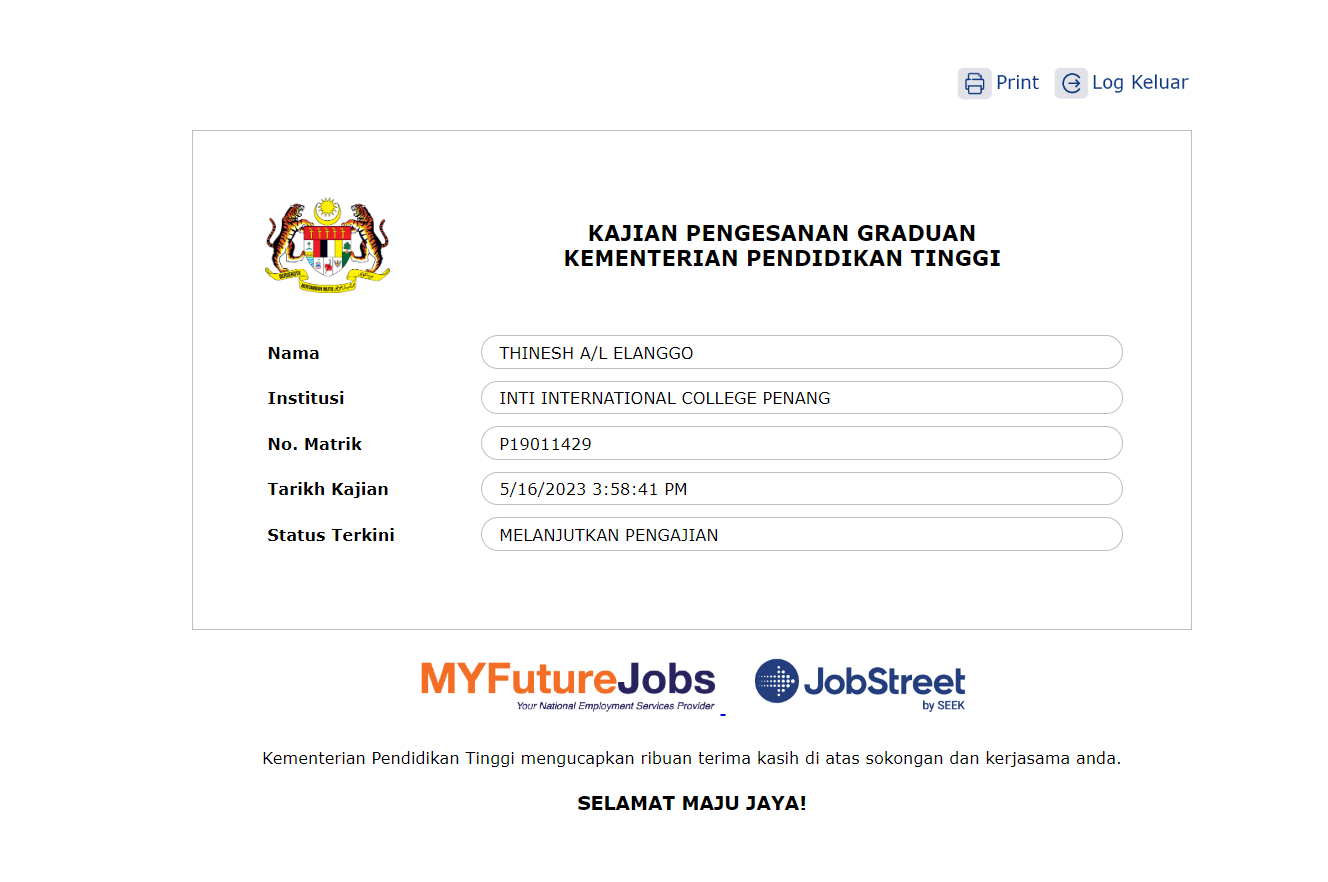 Print Log Keluar
KAJIAN PENGESANAN GRADUAN
KEMENTERIAN PENDIDIKAN TINGGI
Nama THINESH A/L ELANGGO
Institusi INTI INTERNATIONAL COLLEGE PENANG
No. Matrik P19011429
Tarikh Kajian 5/16/2023 3:58:41 PM
Status Terkini MELANJUTKAN PENGAJIAN
MYFutureJobs JobStreet
Your National Employment Services Provider by SEEK
Kementerian Pendidikan Tinggi mengucapkan ribuan terima kasih di atas sokongan dan kerjasama anda.
SELAMAT MAJU JAYA!